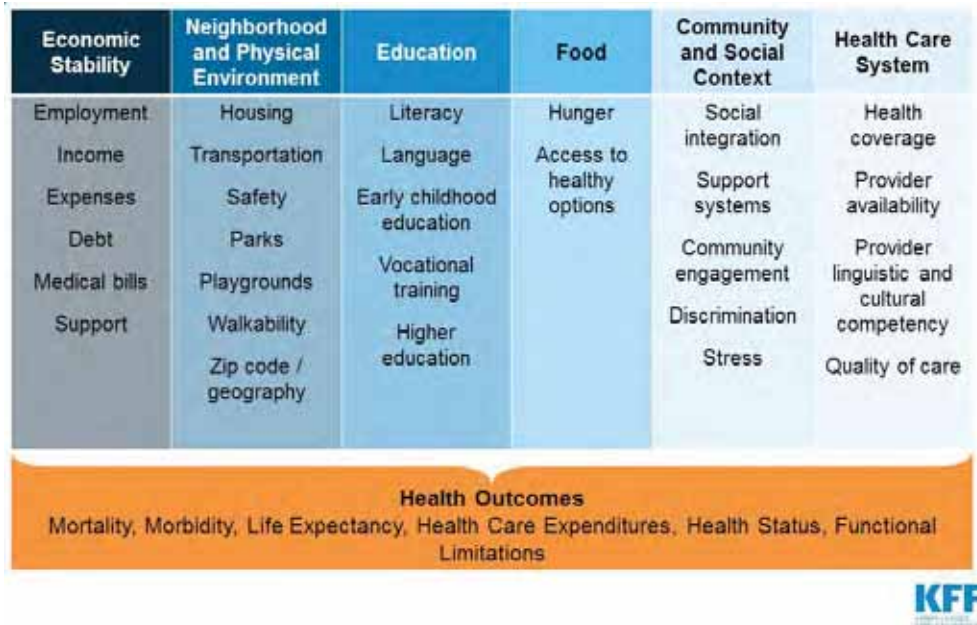 Economic
Stability
Employment
Income
Expenses
Debt
Medical bills
Support
Neighborhood
and Physical
Environment
Housing
Transportation
Safety
Parks
Playgrounds
Walkability
Zip code /
geography
Education
Literacy
Language
Early childhood
education
Vocational
training
Higher
education
Food
Hunger
Access to
healthy
options
Community
and Social
Context
Social
integration
Support
systems
Community
engagement
Discrimination
Stress
Health Care
System
Health
coverage
Provider
availability
Provider
linguistic and
cultural
competency
Quality of care
Health Outcomes
Mortality, Morbidity, Life Expectancy, Health Care Expenditures, Health Status, Functional
Limitations
KFF